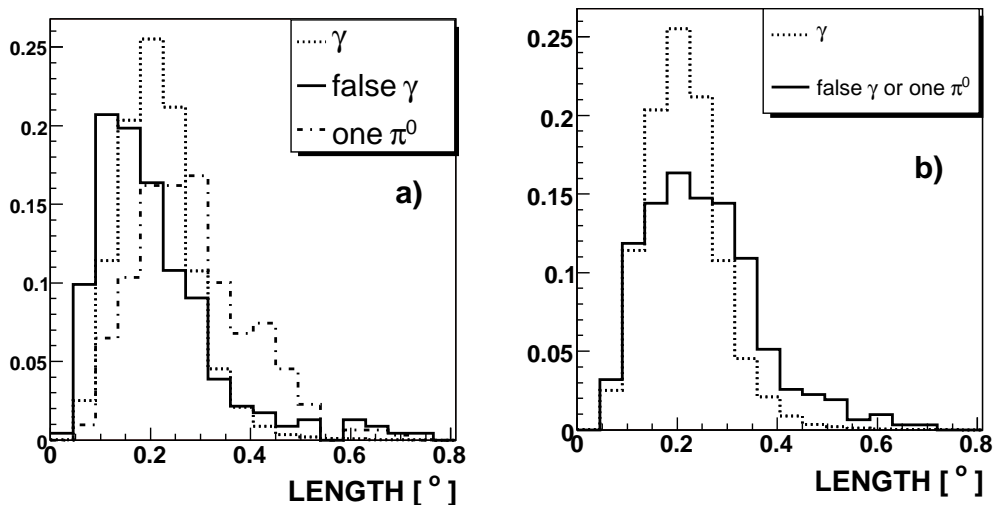 γ
false γ
one π⁰
a)
0.25
0.2
0.15
0.1
0.05
0
0 0.2 0.4 0.6 0.8
LENGTH [ ° ]
γ
false γ or one π⁰
b)
0.25
0.2
0.15
0.1
0.05
0
0 0.2 0.4 0.6 0.8
LENGTH [ ° ]